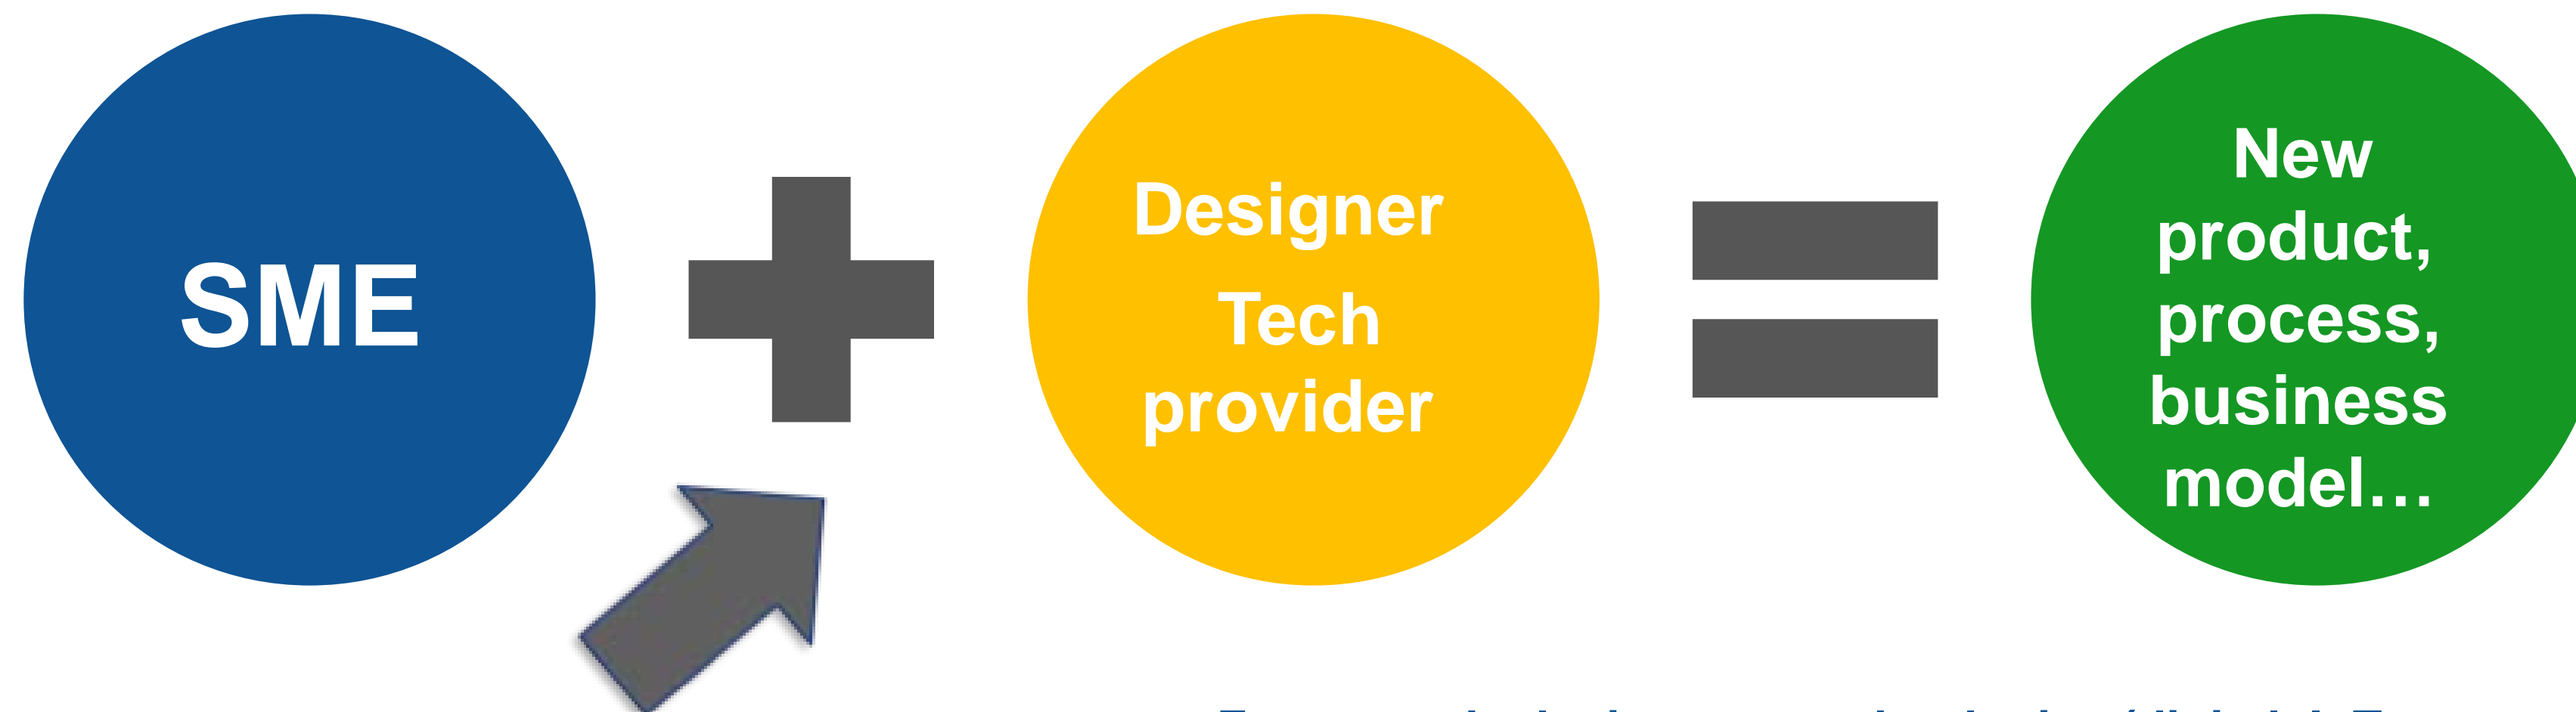 SME
Designer
Tech
provider
New
product,
process,
business
model…